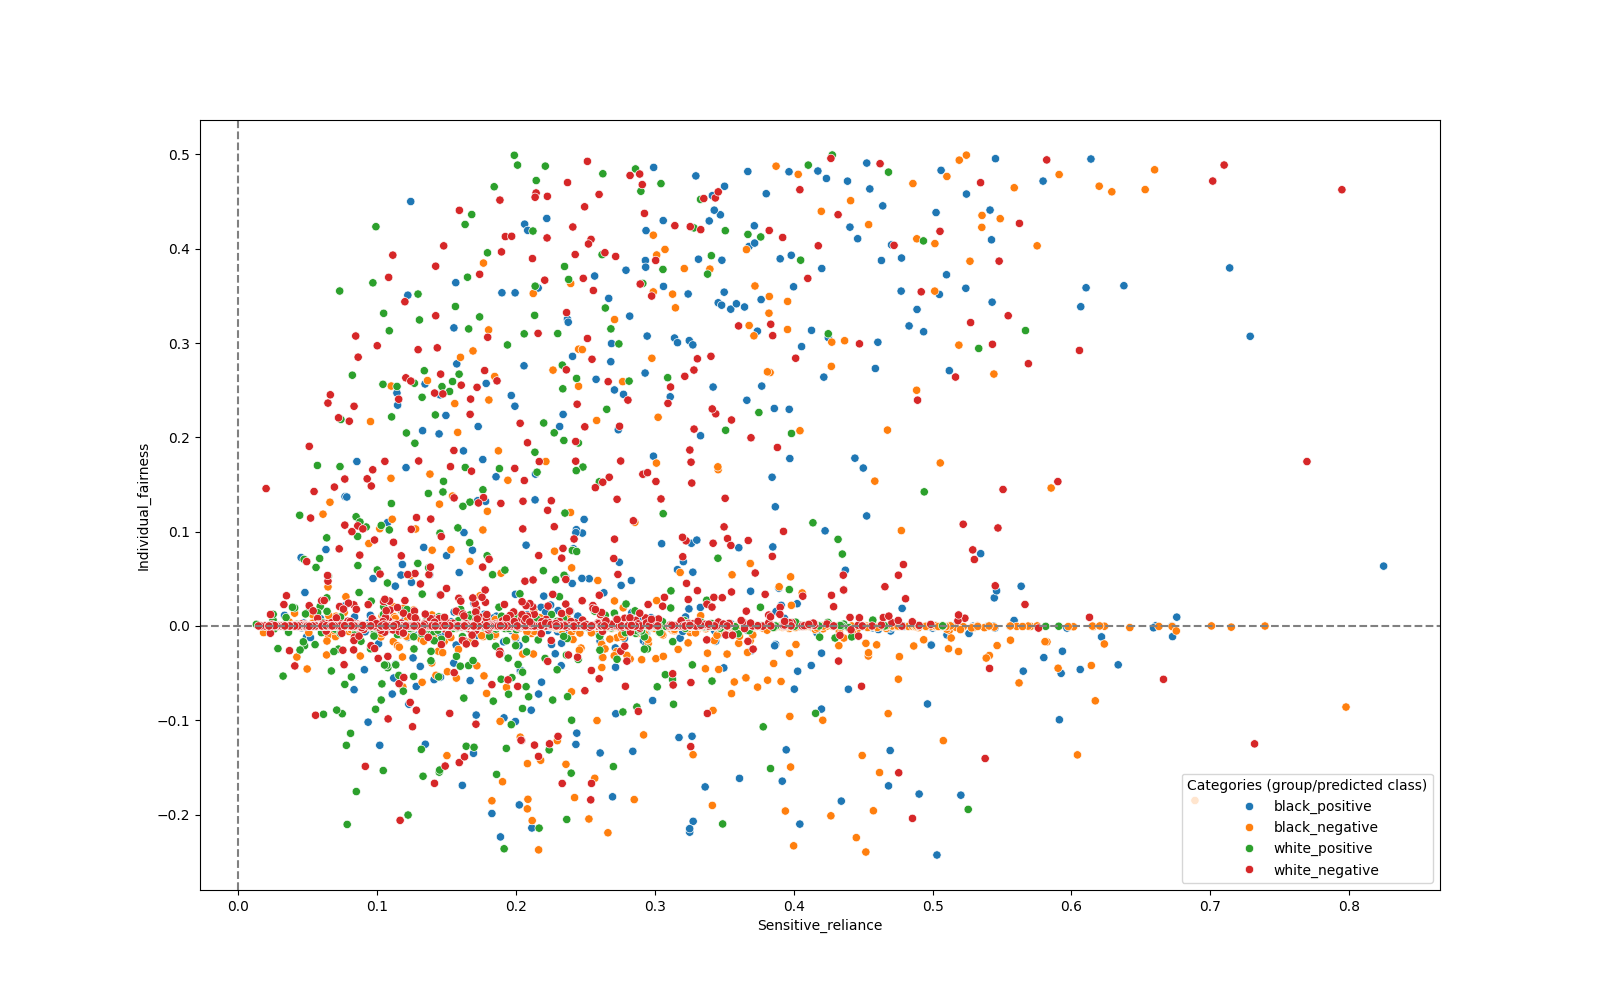 0.5
0.4
0.3
0.2
0.1
0.0
−0.1
−0.2
Individual_fairness
0.0 0.1 0.2 0.3 0.4 0.5 0.6 0.7 0.8
Sensitive_reliance
Categories (group/predicted class)
black_positive
black_negative
white_positive
white_negative